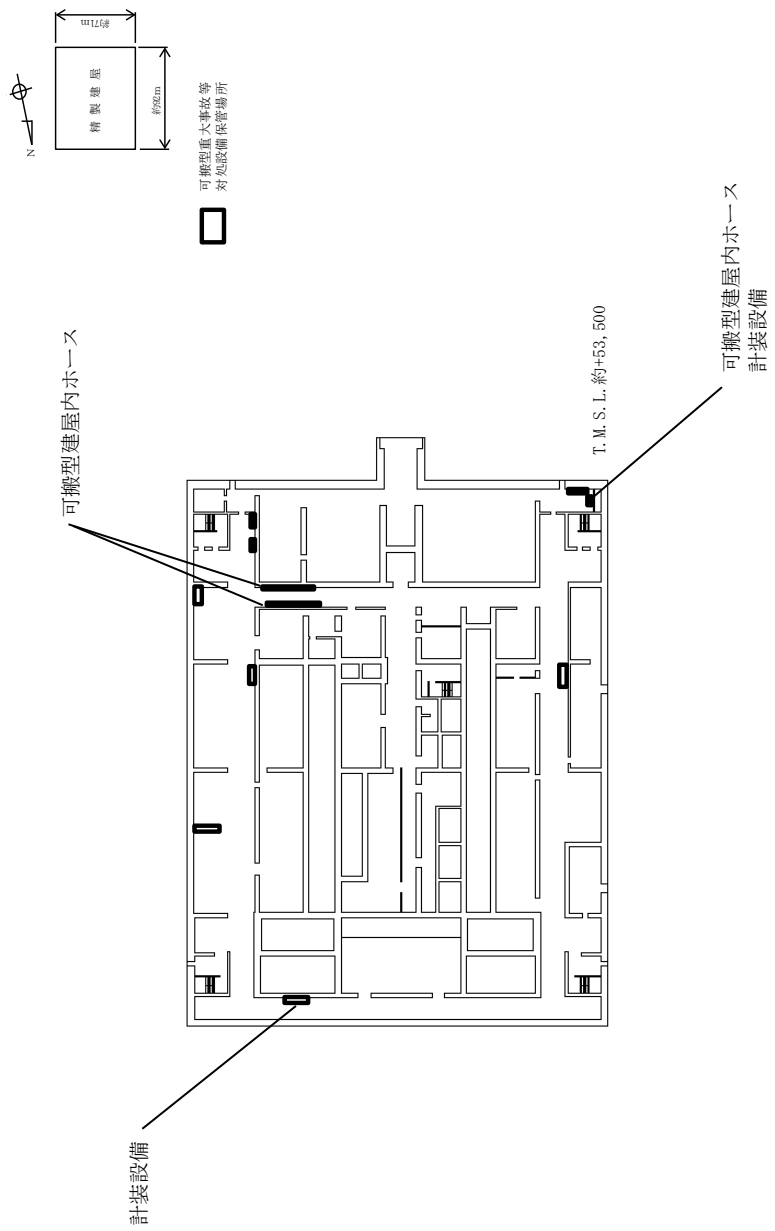 N
精製建屋
約71m
約92m
可搬型重大事故等
対処設備保管場所
可搬型建屋内ホース
計装設備
T.M.S.L.約+53,500
可搬型建屋内ホース
計装設備